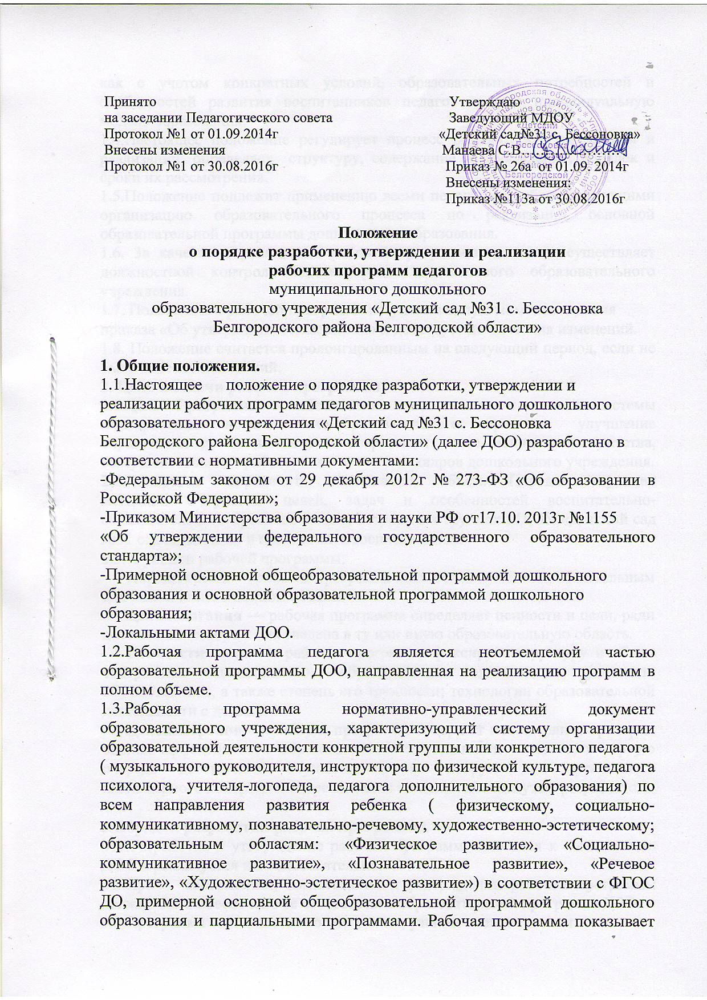 Принято
на заседании Педагогического совета
Протокол №1 от 01.09.2014г
Внесены изменения
Протокол №1 от 30.08.2016г
Утверждаю
Заведующий МДОУ
«Детский сад№31 с. Бессоновка»
Манаева С.В.
Приказ № 26а от 01.09. 2014г
Внесены изменения:
Приказ №113а от 30.08.2016г
Положение
о порядке разработки, утверждении и реализации
рабочих программ педагогов
муниципального дошкольного
образовательного учреждения «Детский сад №31 с. Бессоновка
Белгородского района Белгородской области»
1. Общие положения.
1.1.Настоящее положение о порядке разработки, утверждении и
реализации рабочих программ педагогов муниципального дошкольного
образовательного учреждения «Детский сад №31 с. Бессоновка
Белгородского района Белгородской области» (далее ДОО) разработано в
соответствии с нормативными документами:
-Федеральным законом от 29 декабря 2012г № 273-ФЗ «Об образовании в
Российской Федерации»;
-Приказом Министерства образования и науки РФ от17.10. 2013г №1155
«Об утверждении федерального государственного образовательного
стандарта»;
-Примерной основной общеобразовательной программой дошкольного
образования и основной образовательной программой дошкольного
образования;
-Локальными актами ДОО.
1.2.Рабочая программа педагога является неотъемлемой частью
образовательной программы ДОО, направленная на реализацию программ в
полном объеме.
1.3.Рабочая программа нормативно-управленческий документ
образовательного учреждения, характеризующий систему организации
образовательной деятельности конкретной группы или конкретного педагога
( музыкального руководителя, инструктора по физической культуре, педагога
психолога, учителя-логопеда, педагога дополнительного образования) по
всем направления развития ребенка ( физическому, социально-
коммуникативному, познавательно-речевому, художественно-эстетическому;
образовательным областям: «Физическое развитие», «Социально-
коммуникативное развитие», «Познавательное развитие», «Речевое
развитие», «Художественно-эстетическое развитие») в соответствии с ФГОС
ДО, примерной основной общеобразовательной программой дошкольного
образования и парциальными программами. Рабочая программа показывает